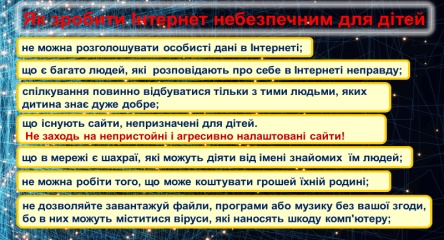 Як зробити Інтернет небезпечним для дітей
не можна розголошувати особисті дані в Інтернеті;
що є багато людей, які розповідають про себе в Інтернеті неправду;
спілкування повинно відбуватися тільки з тими людьми, яких
дитина знає дуже добре;
що існують сайти, непризначені для дітей.
Не заходь на непристойні і агресивно налаштовані сайти!
що в мережі є шахраї, які можуть діяти від імені знайомих їм людей;
не можна робіти того, що може коштувати грошей їхній родині;
не дозволяйте завантажуй файли, програми або музику без вашої згоди,
бо в них можуть міститися віруси, які наносять шкоду комп'ютеру;